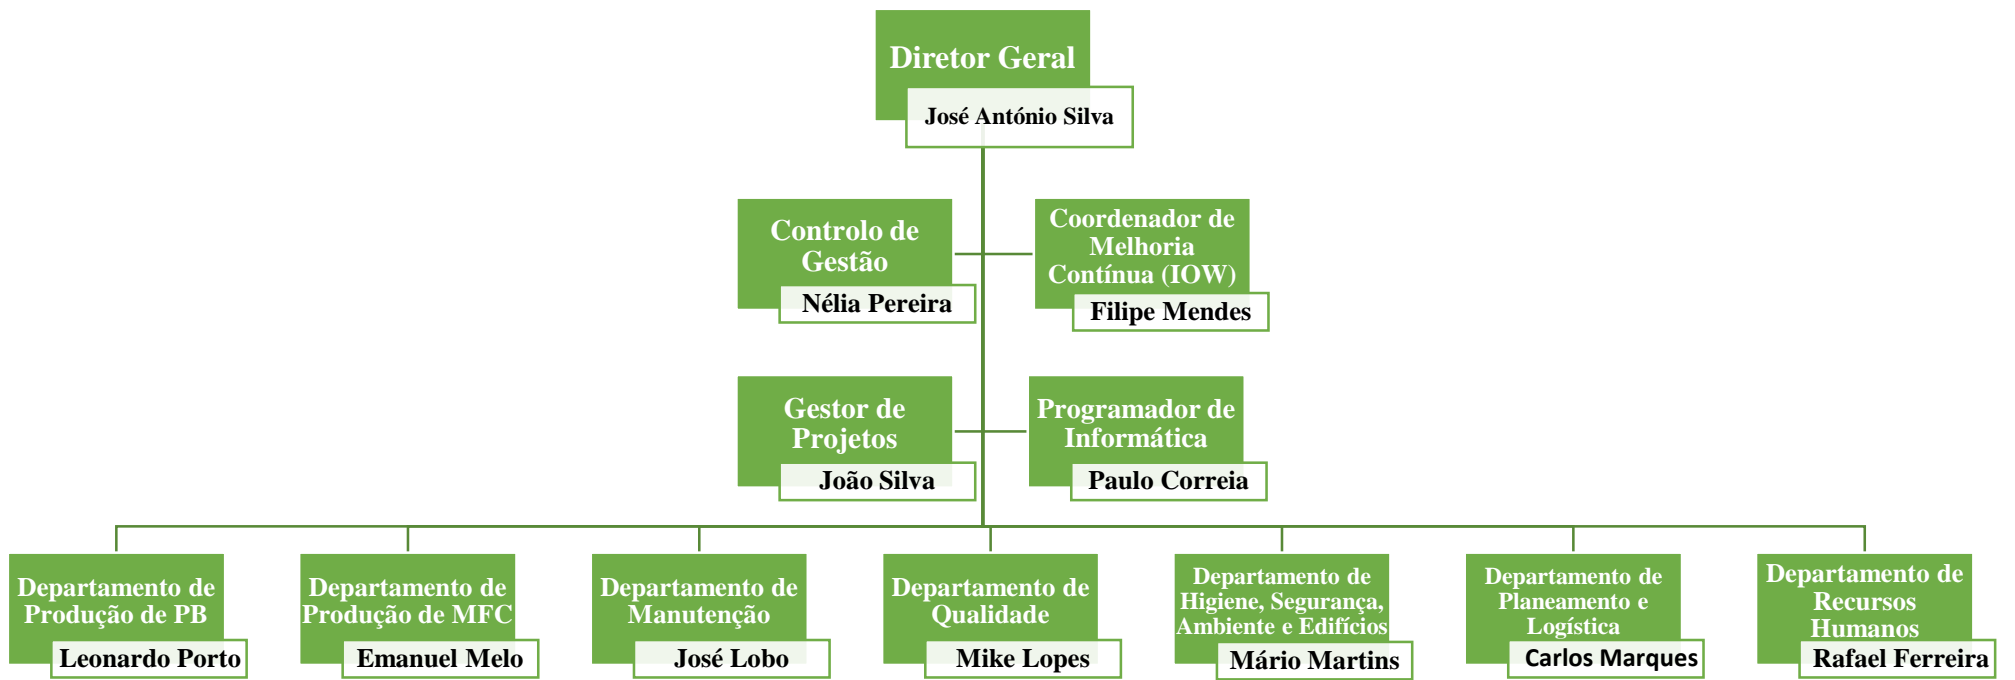 Diretor Geral
José António Silva
Controlo de
Gestão
Nélia Pereira
Coordenador de
Melhoria
Contínua (IOW)
Filipe Mendes
Gestor de
Projetos
João Silva
Programador de
Informática
Paulo Correia
Departamento de
Produção de PB
Leonardo Porto
Departamento de
Produção de MFC
Emanuel Melo
Departamento de
Manutenção
José Lobo
Departamento de
Qualidade
Mike Lopes
Departamento de
Higiene, Segurança,
Ambiente e Edifícios
Mário Martins
Departamento de
Planeamento e
Logística
Carlos Marques
Departamento de
Recursos
Humanos
Rafael Ferreira